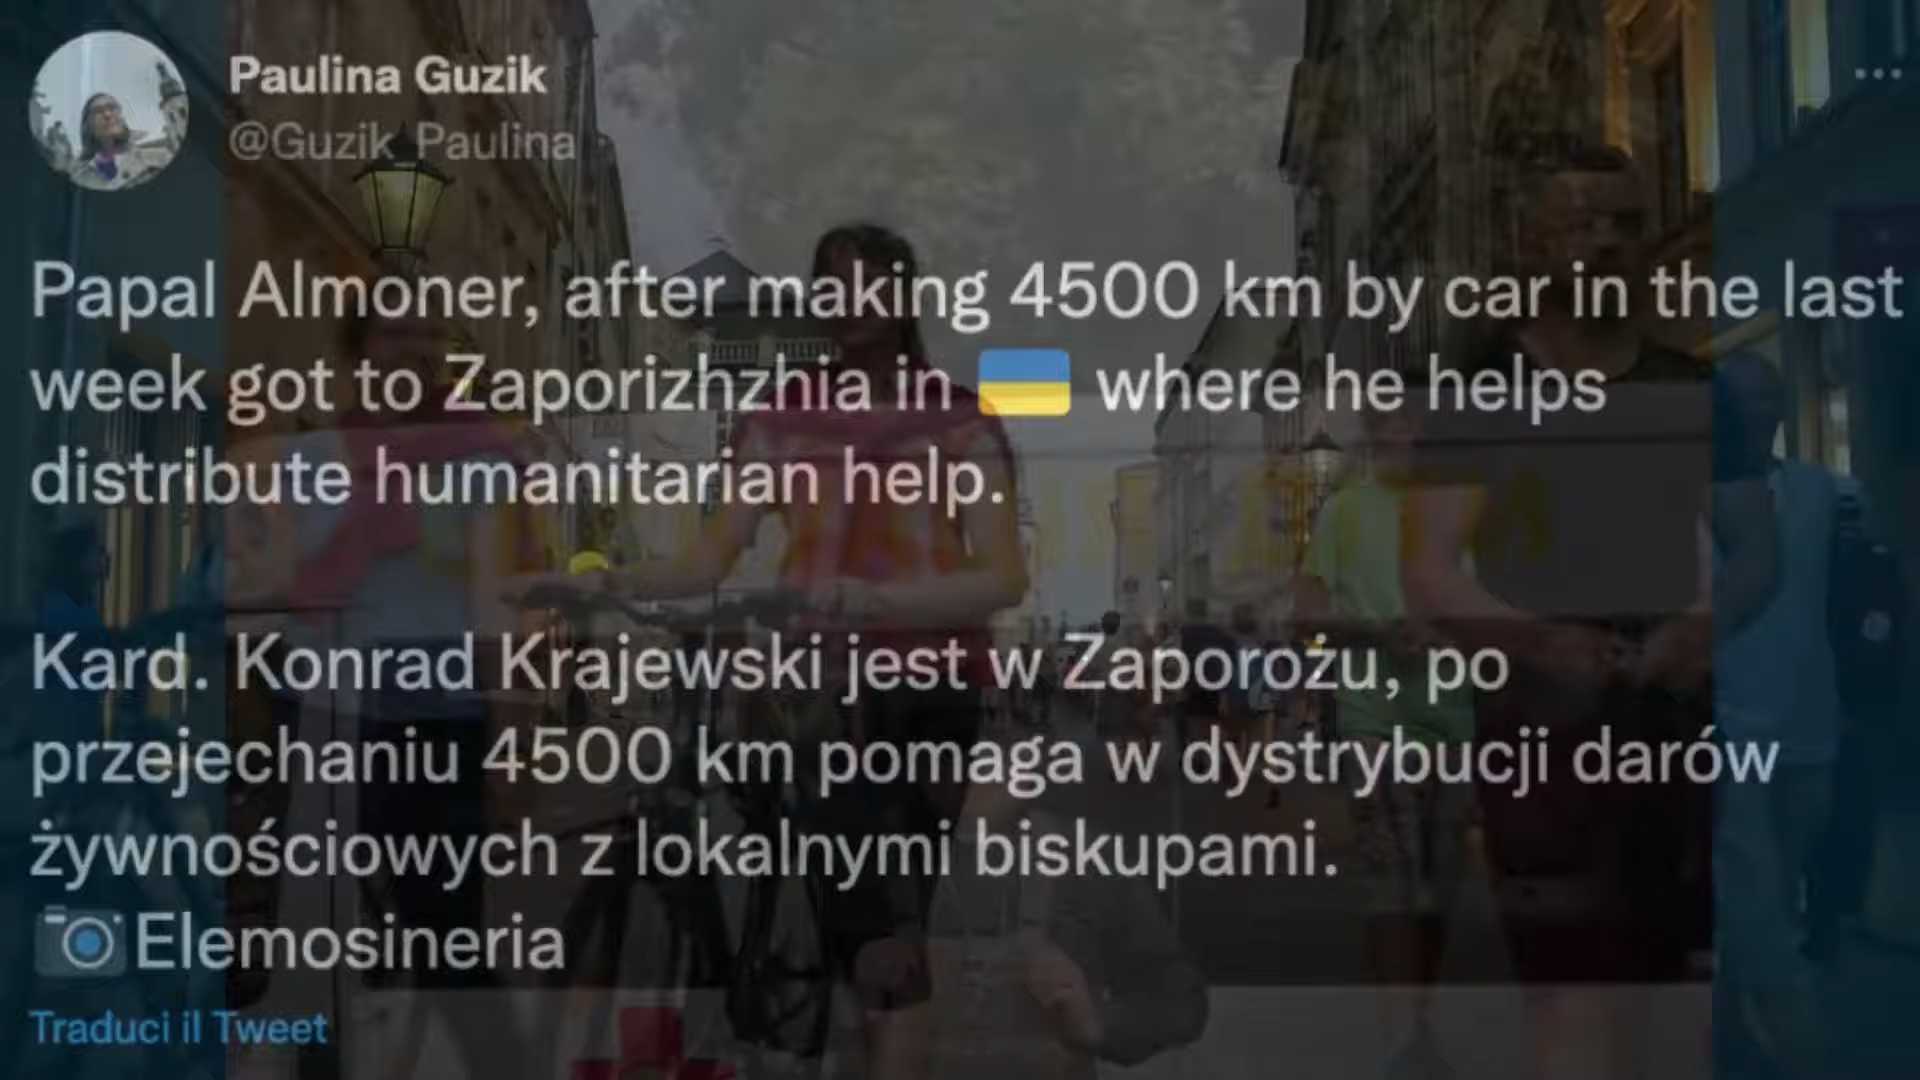 Paulina Guzik
@Guzik_Paulina
Papal Almoner, after making 4500 km by car in the last
week got to Zaporizhzhia in 🇺🇦 where he helps
distribute humanitarian help.
Kard. Konrad Krajewski jest w Zaporożu, po
przejechaniu 4500 km pomaga w dystrybucji darów
żywnościowych z lokalnymi biskupami.
📷Elemosineria
Traduci il Tweet